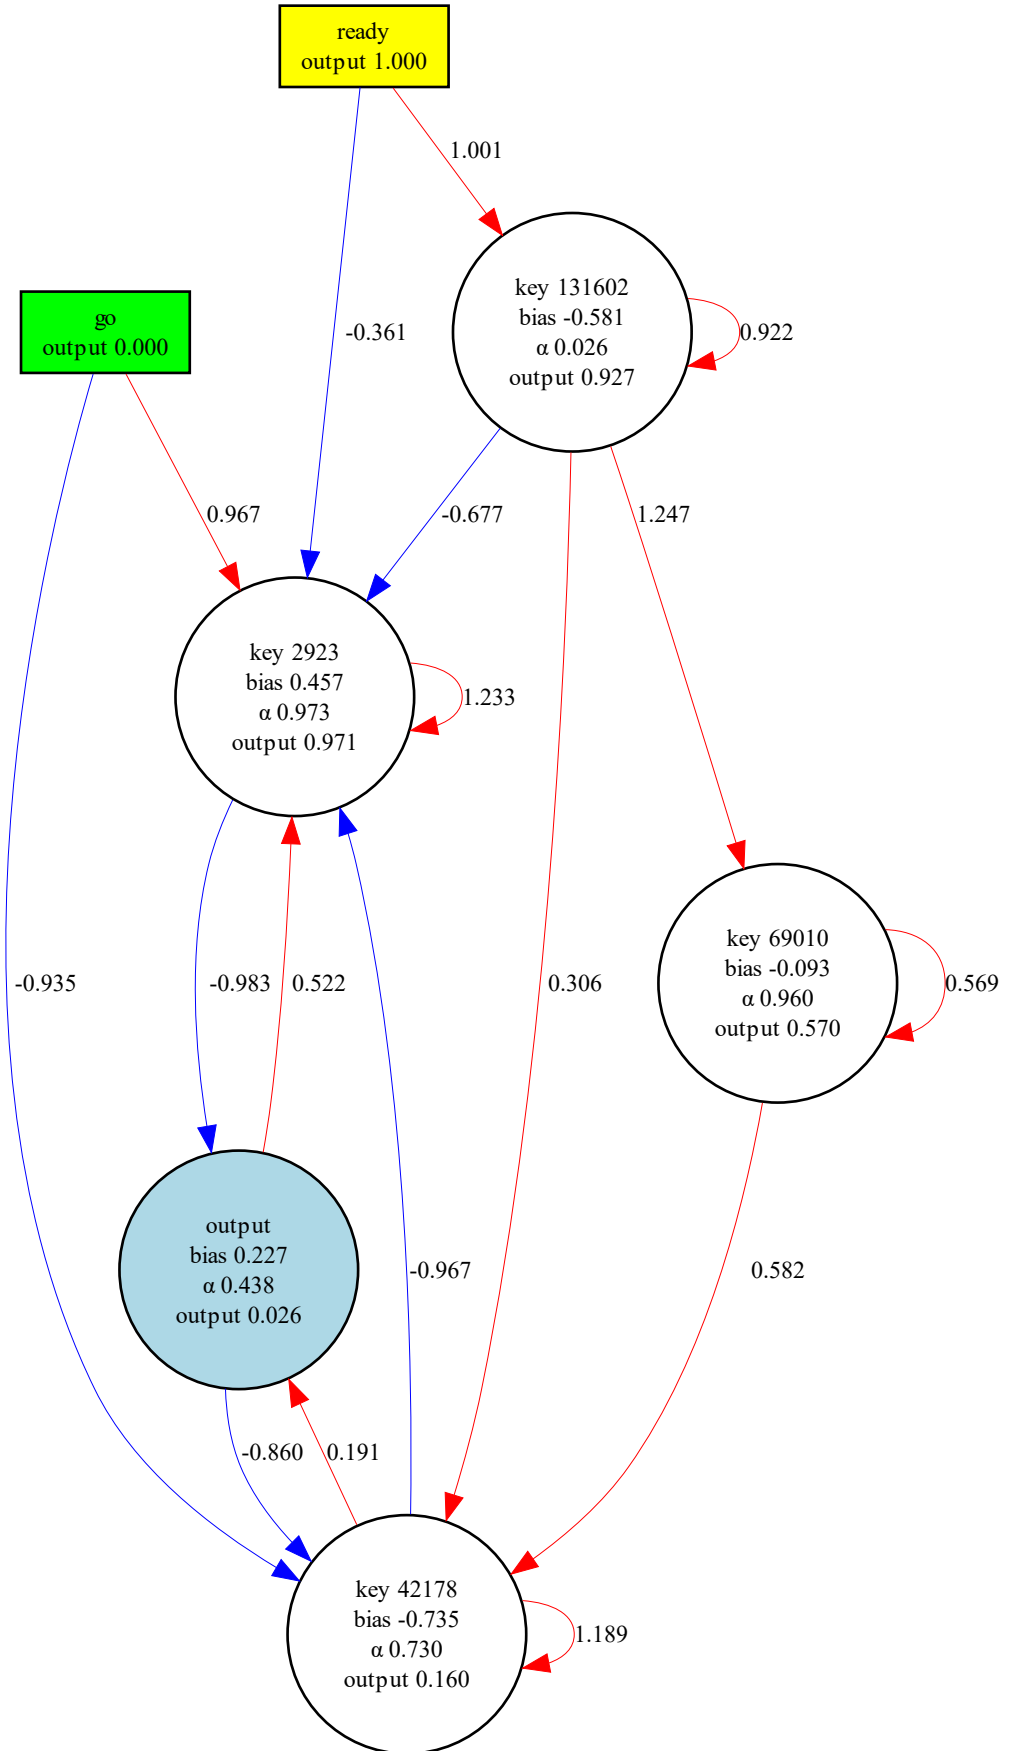 ready
output 1.000
1.001
key 131602
bias -0.581
α 0.026
output 0.927
0.922
go
output 0.000
-0.361
0.967
-0.677
1.247
key 2923
bias 0.457
α 0.973
output 0.971
1.233
key 69010
bias -0.093
α 0.960
output 0.570
0.569
-0.935
-0.983
0.522
0.306
output
bias 0.227
α 0.438
output 0.026
-0.967
0.582
-0.860
0.191
key 42178
bias -0.735
α 0.730
output 0.160
1.189